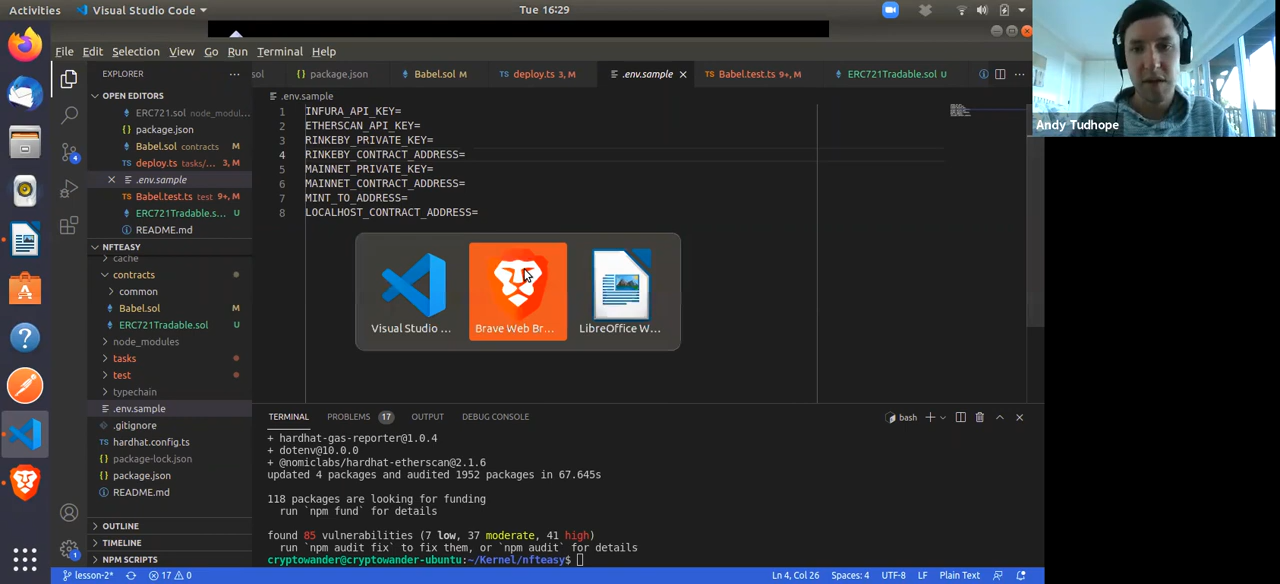 Activities
Visual Studio Code
Tue 16:29
File Edit Selection View Go Run Terminal Help
EXPLORER
sol
package.json
Babel.sol M
deploy.ts 3, M
.env.sample
Babel.test.ts 9+, M
ERC721Tradable.sol U
OPEN EDITORS
ERC721.sol node_modul...
package.json
Babel.sol contracts M
deploy.ts tasks/... 3, M
.env.sample
Babel.test.ts test 9+, M
ERC721Tradable.s... U
README.md
NFTEASY
cache
contracts
common
Babel.sol M
ERC721Tradable.sol U
node_modules
tasks
test
typechain
.env.sample
.gitignore
hardhat.config.ts
package-lock.json
package.json
README.md
OUTLINE
TIMELINE
NPM SCRIPTS
.env.sample
1 INFURA_API_KEY=
2 ETHERSCAN_API_KEY=
3 RINKEBY_PRIVATE_KEY=
4 RINKEBY_CONTRACT_ADDRESS=
5 MAINNET_PRIVATE_KEY=
6 MAINNET_CONTRACT_ADDRESS=
7 MINT_TO_ADDRESS=
8 LOCALHOST_CONTRACT_ADDRESS=
Visual Studio ...
Brave Web Br...
LibreOffice W...
TERMINAL PROBLEMS 17 OUTPUT DEBUG CONSOLE
bash
+ hardhat-gas-reporter@1.0.4
+ dotenv@10.0.0
+ @nomiclabs/hardhat-etherscan@2.1.6
updated 4 packages and audited 1952 packages in 67.645s
118 packages are looking for funding
run `npm fund` for details
found 85 vulnerabilities (7 low, 37 moderate, 41 high)
run `npm audit fix` to fix them, or `npm audit` for details
cryptowander@cryptowander-ubuntu:~/Kernel/nfteasy$
lesson-2*
17 0
Ln 4, Col 26 Spaces: 4 UTF-8 LF Plain Text
4
1
Andy Tudhope